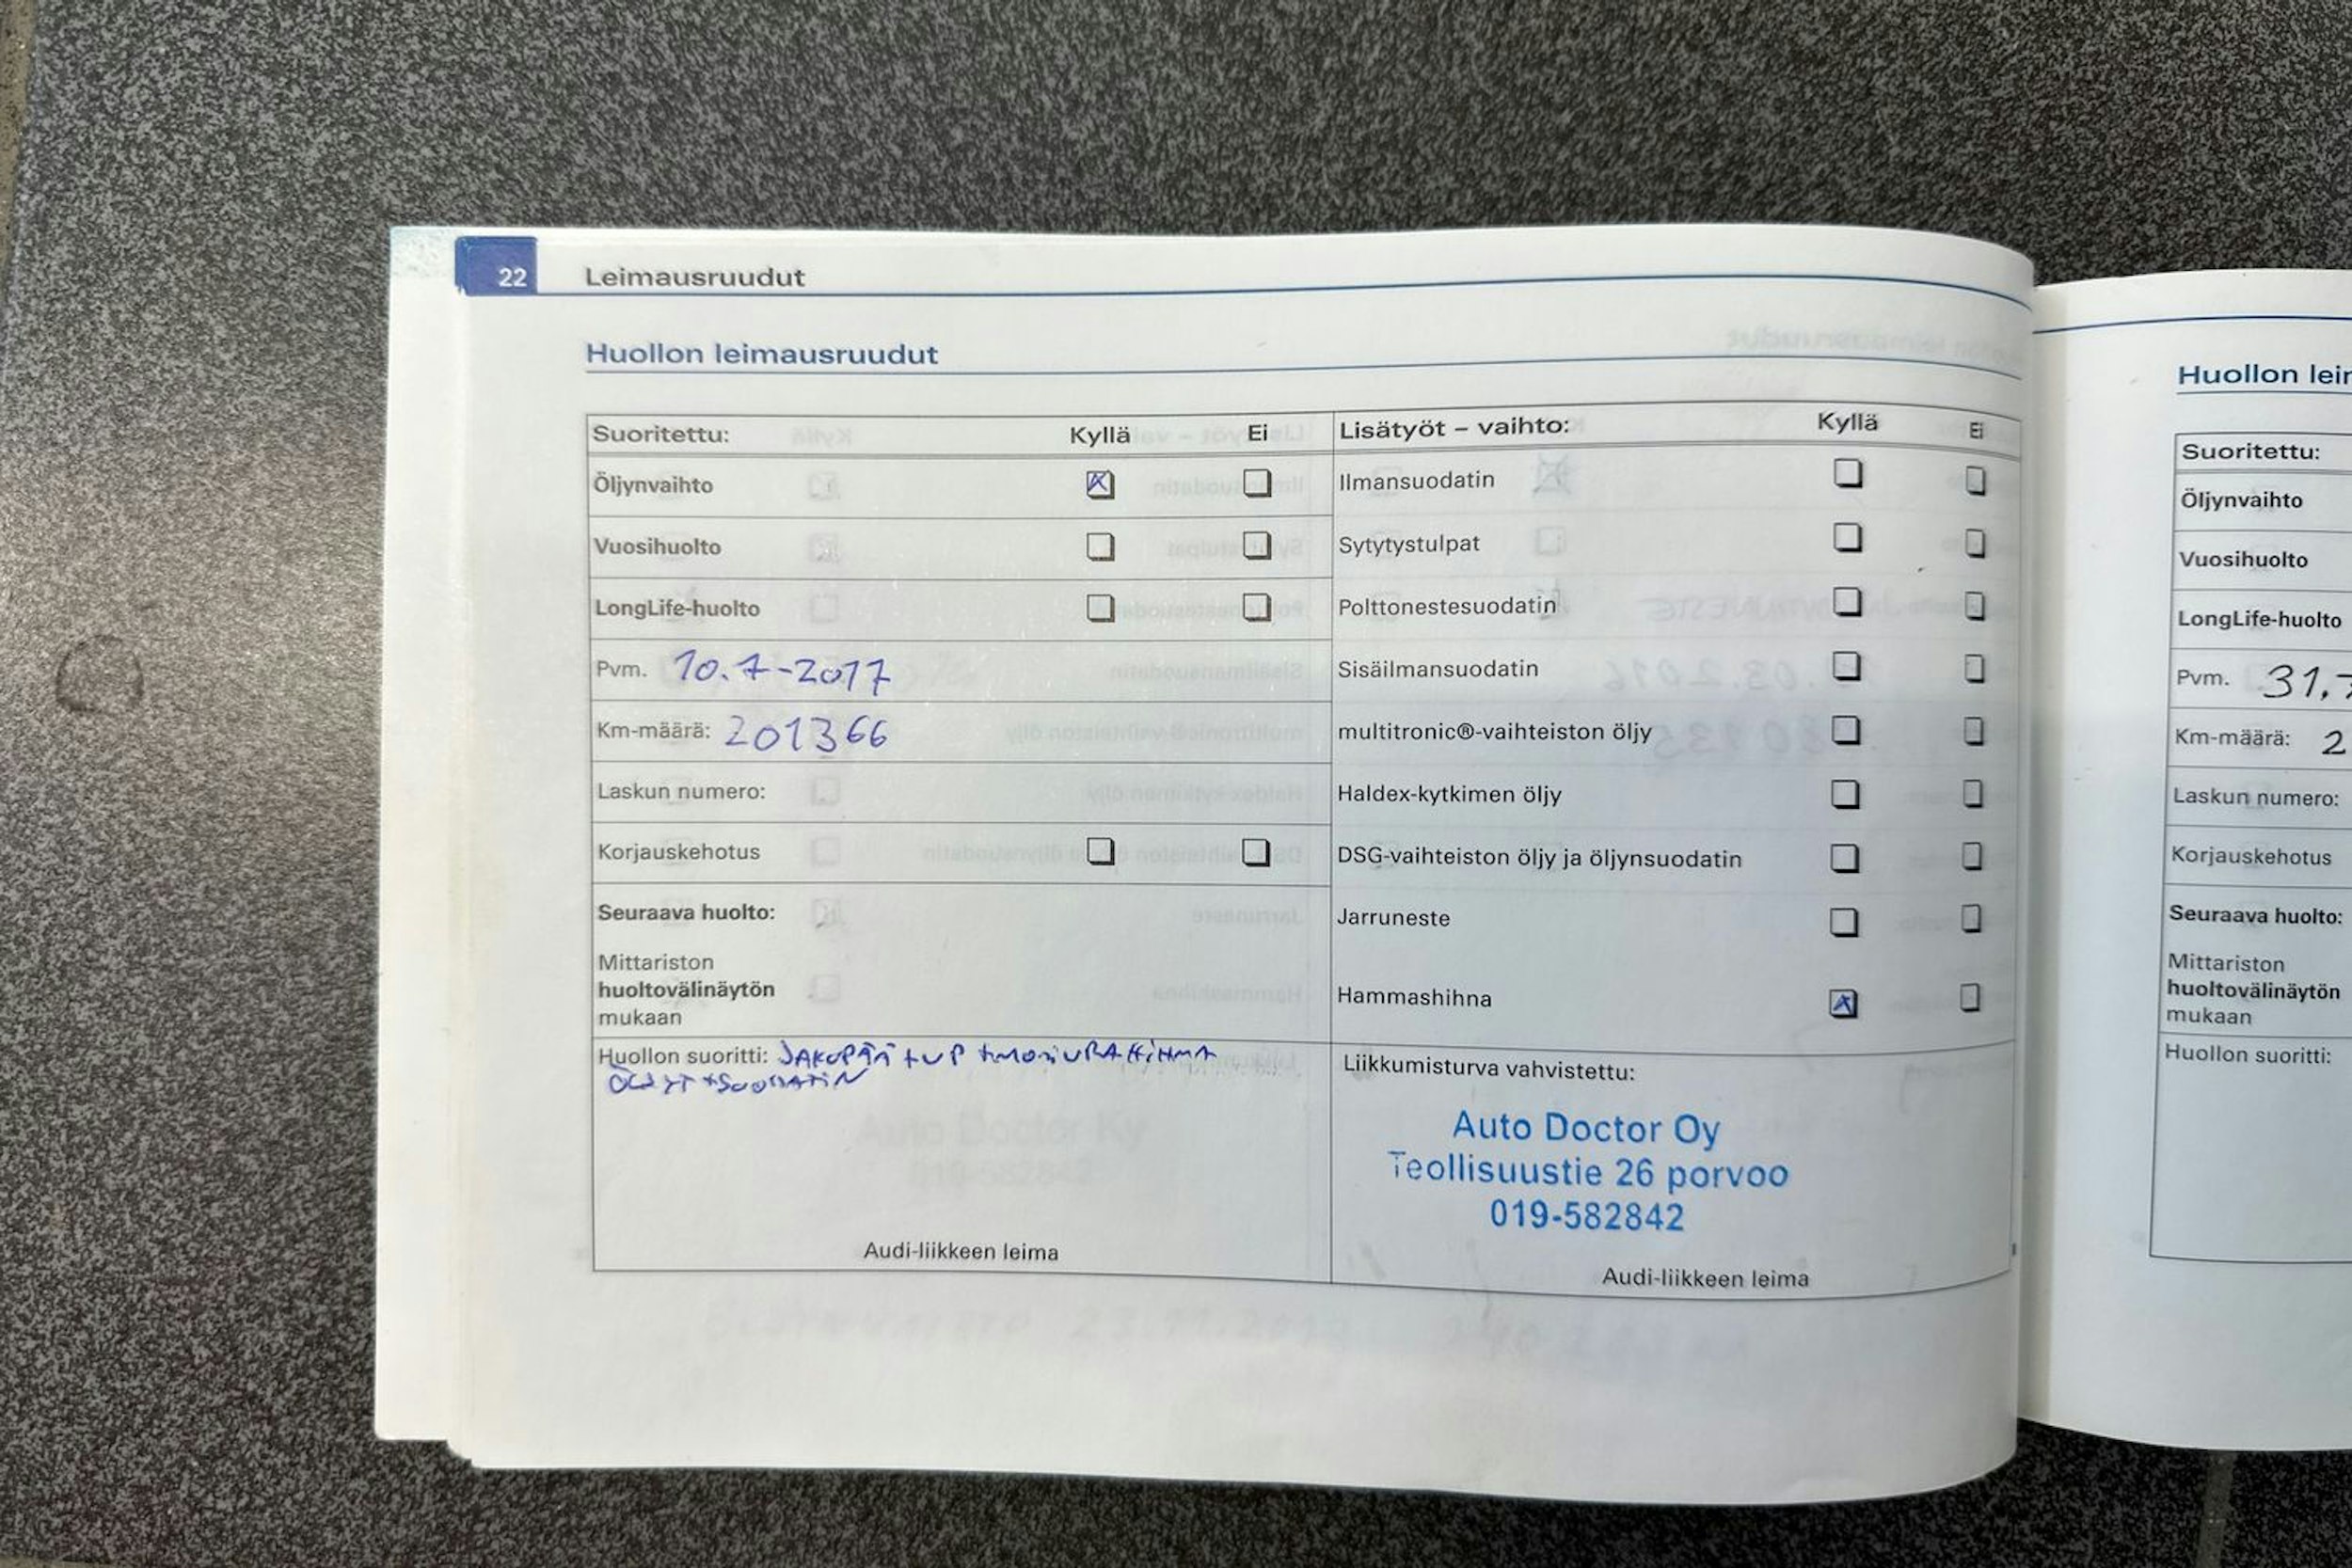 22 Leimausruudut
Huollon leimausruudut
Suoritettu: Kyllä Ei
Öljynvaihto
Vuosihuolto
LongLife-huolto
Pvm. 10.7-2017
Km-määrä: 201366
Laskun numero:
Korjauskehotus
Seuraava huolto:
Mittariston
huoltovälinäytön
mukaan
Huollon suoritti: JAKOPÄÄ + VP + MONIURAHIHNA
ÖLJYT + SUODATIN
Audi-liikkeen leima
Lisätyöt – vaihto: Kyllä Ei
Ilmansuodatin
Sytytystulpat
Polttonestesuodatin
Sisäilmansuodatin
multitronic®-vaihteiston öljy
Haldex-kytkimen öljy
DSG-vaihteiston öljy ja öljynsuodatin
Jarruneste
Hammashihna
Liikkumisturva vahvistettu:
Auto Doctor Oy
Teollisuustie 26 porvoo
019-582842
Audi-liikkeen leima
Huollon
Suoritettu:
Öljynvaihto
Vuosihuolto
LongLife-huolto
Pvm. 31.
Km-määrä: 2
Laskun numero:
Korjauskehotus
Seuraava huolto:
Mittariston
huoltovälinäytön
mukaan
Huollon suoritti: